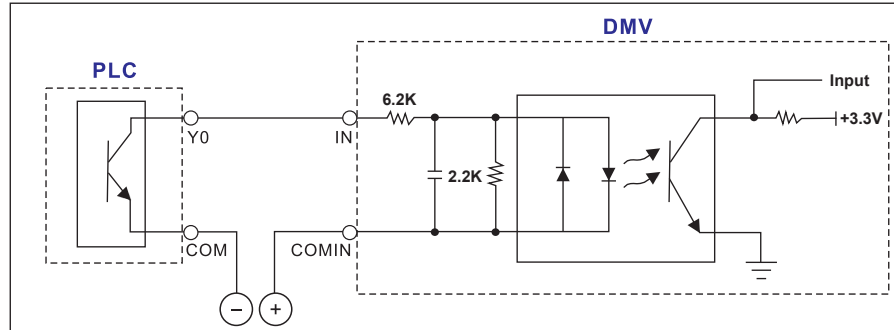 DMV
PLC
Input
6.2K
+3.3V
Y0
IN
2.2K
COM
COMIN
− +